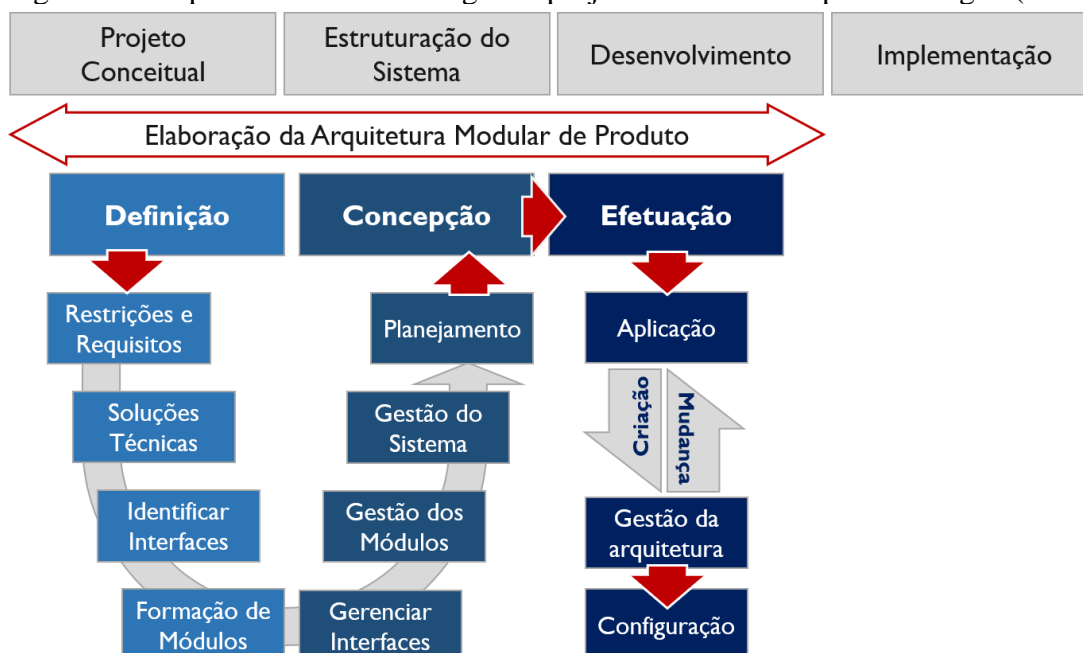 Projeto
Conceitual
Estruturação do
Sistema
Desenvolvimento
Implementação
Elaboração da Arquitetura Modular de Produto
Definição
Concepção
Efetuação
Restrições e
Requisitos
Planejamento
Aplicação
Soluções
Técnicas
Gestão do
Sistema
Criação
Mudança
Identificar
Interfaces
Gestão dos
Módulos
Gestão da
arquitetura
Formação de
Módulos
Gerenciar
Interfaces
Configuração